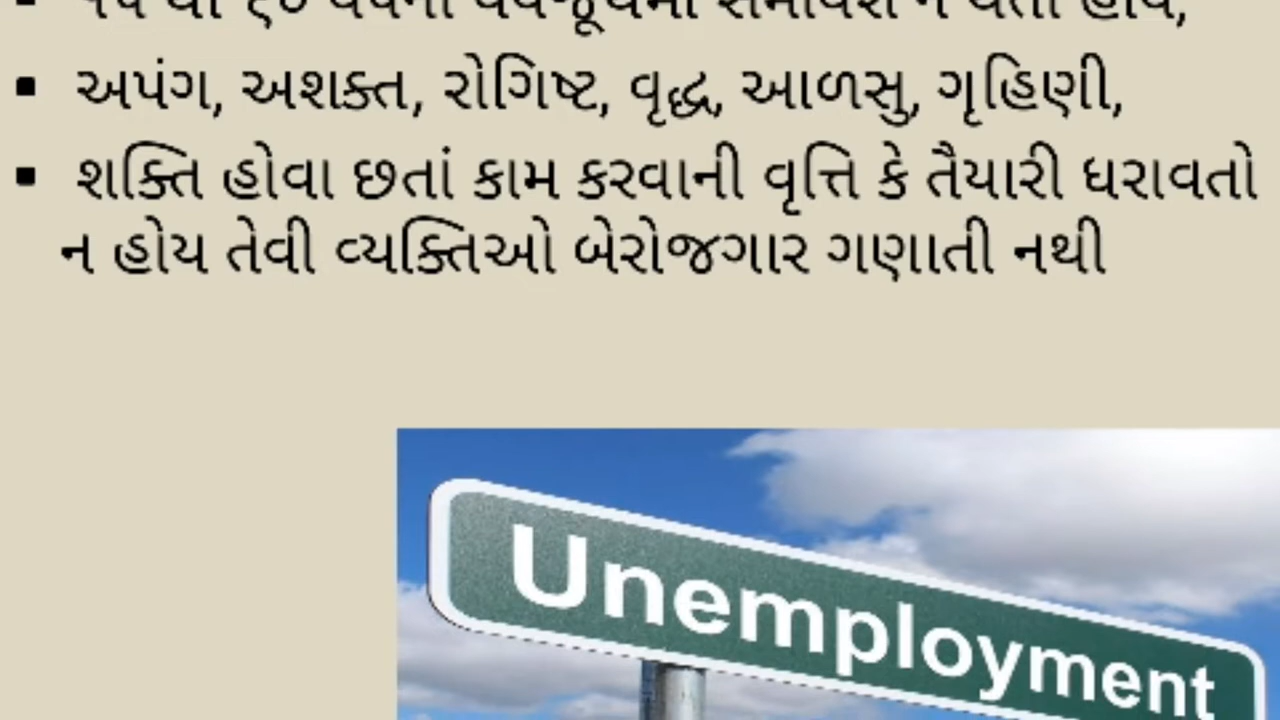 અપંગ, અશક્ત, રોગિષ્ટ, વૃદ્ધ, આળસુ, ગૃહિણી,
શક્તિ હોવા છતાં કામ કરવાની વૃત્તિ કે તૈયારી ધરાવતો
ન હોય તેવી વ્યક્તિઓ બેરોજગાર ગણાતી નથી
Unemployment